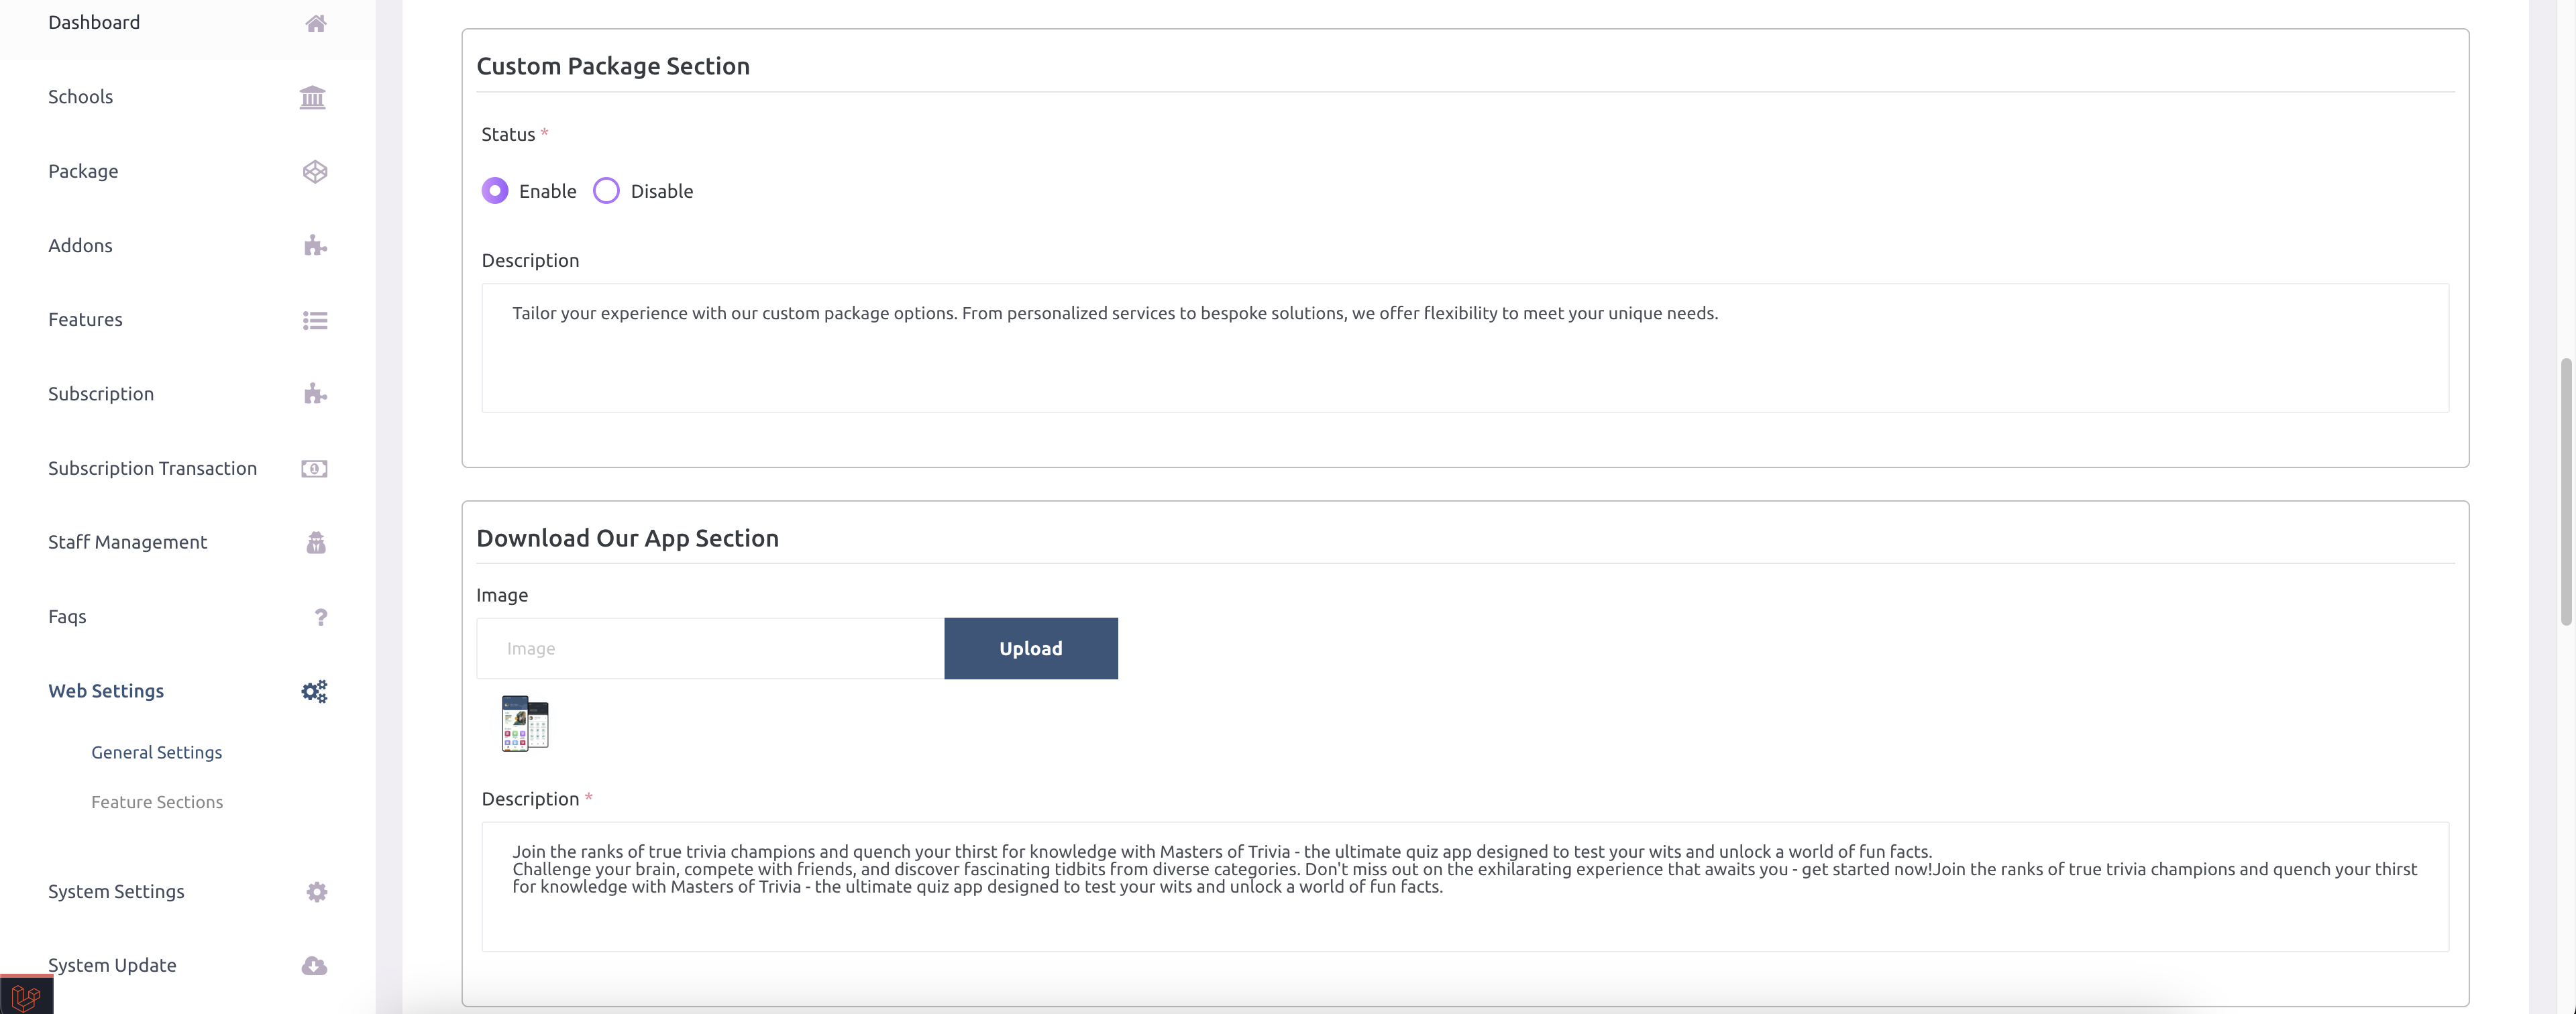 Dashboard
Schools
Package
Addons
Features
Subscription
Subscription Transaction
Staff Management
Faqs
?
Web Settings
General Settings
Feature Sections
System Settings
System Update
Custom Package Section
Status *
Enable Disable
Description
Tailor your experience with our custom package options. From personalized services to bespoke solutions, we offer flexibility to meet your unique needs.
Download Our App Section
Image
Image Upload
Description *
Join the ranks of true trivia champions and quench your thirst for knowledge with Masters of Trivia - the ultimate quiz app designed to test your wits and unlock a world of fun facts.
Challenge your brain, compete with friends, and discover fascinating tidbits from diverse categories. Don't miss out on the exhilarating experience that awaits you - get started now!Join the ranks of true trivia champions and quench your thirst
for knowledge with Masters of Trivia - the ultimate quiz app designed to test your wits and unlock a world of fun facts.